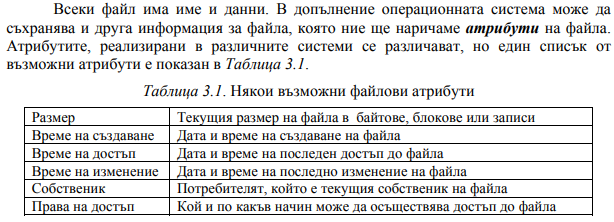 Всеки файл има име и данни. В допълнение операционната система може да
съхранява и друга информация за файла, която ние ще наричаме атрибути на файла.
Атрибутите, реализирани в различните системи се различават, но един списък от
възможни атрибути е показан в Таблица 3.1.
Таблица 3.1. Някои възможни файлови атрибути
Размер Текущия размер на файла в байтове, блокове или записи
Време на създаване Дата и време на създаване на файла
Време на достъп Дата и време на последен достъп до файла
Време на изменение Дата и време на последно изменение на файла
Собственик Потребителят, който е текущия собственик на файла
Права на достъп Кой и по какъв начин може да осъществява достъп до файла